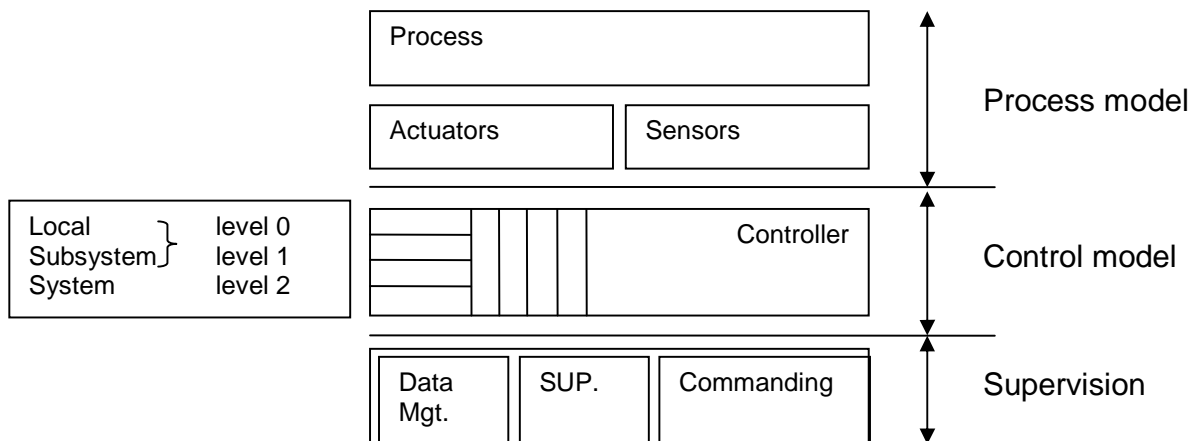 Process
Process model
Actuators
Sensors
Local level 0
Subsystem level 1
System level 2
Controller
Control model
Data
Mgt.
SUP.
Commanding
Supervision